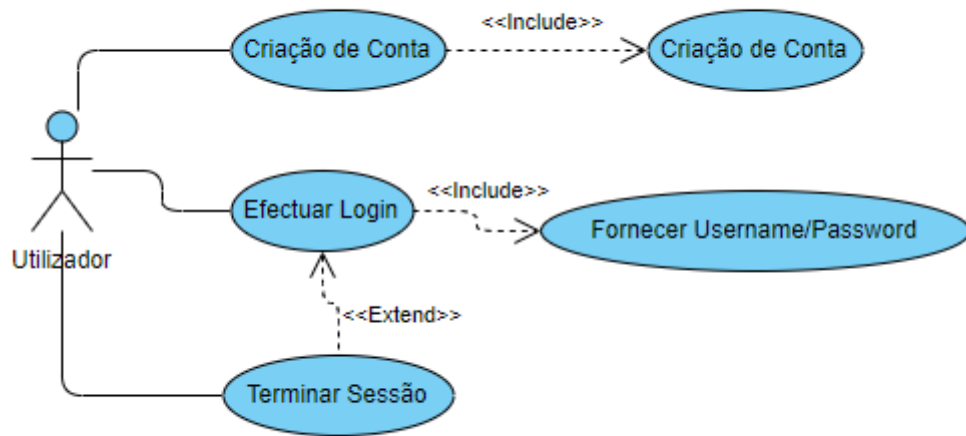 <<Include>>
Criação de Conta
Criação de Conta
<<Include>>
Efectuar Login
Fornecer Username/Password
Utilizador
<<Extend>>
Terminar Sessão